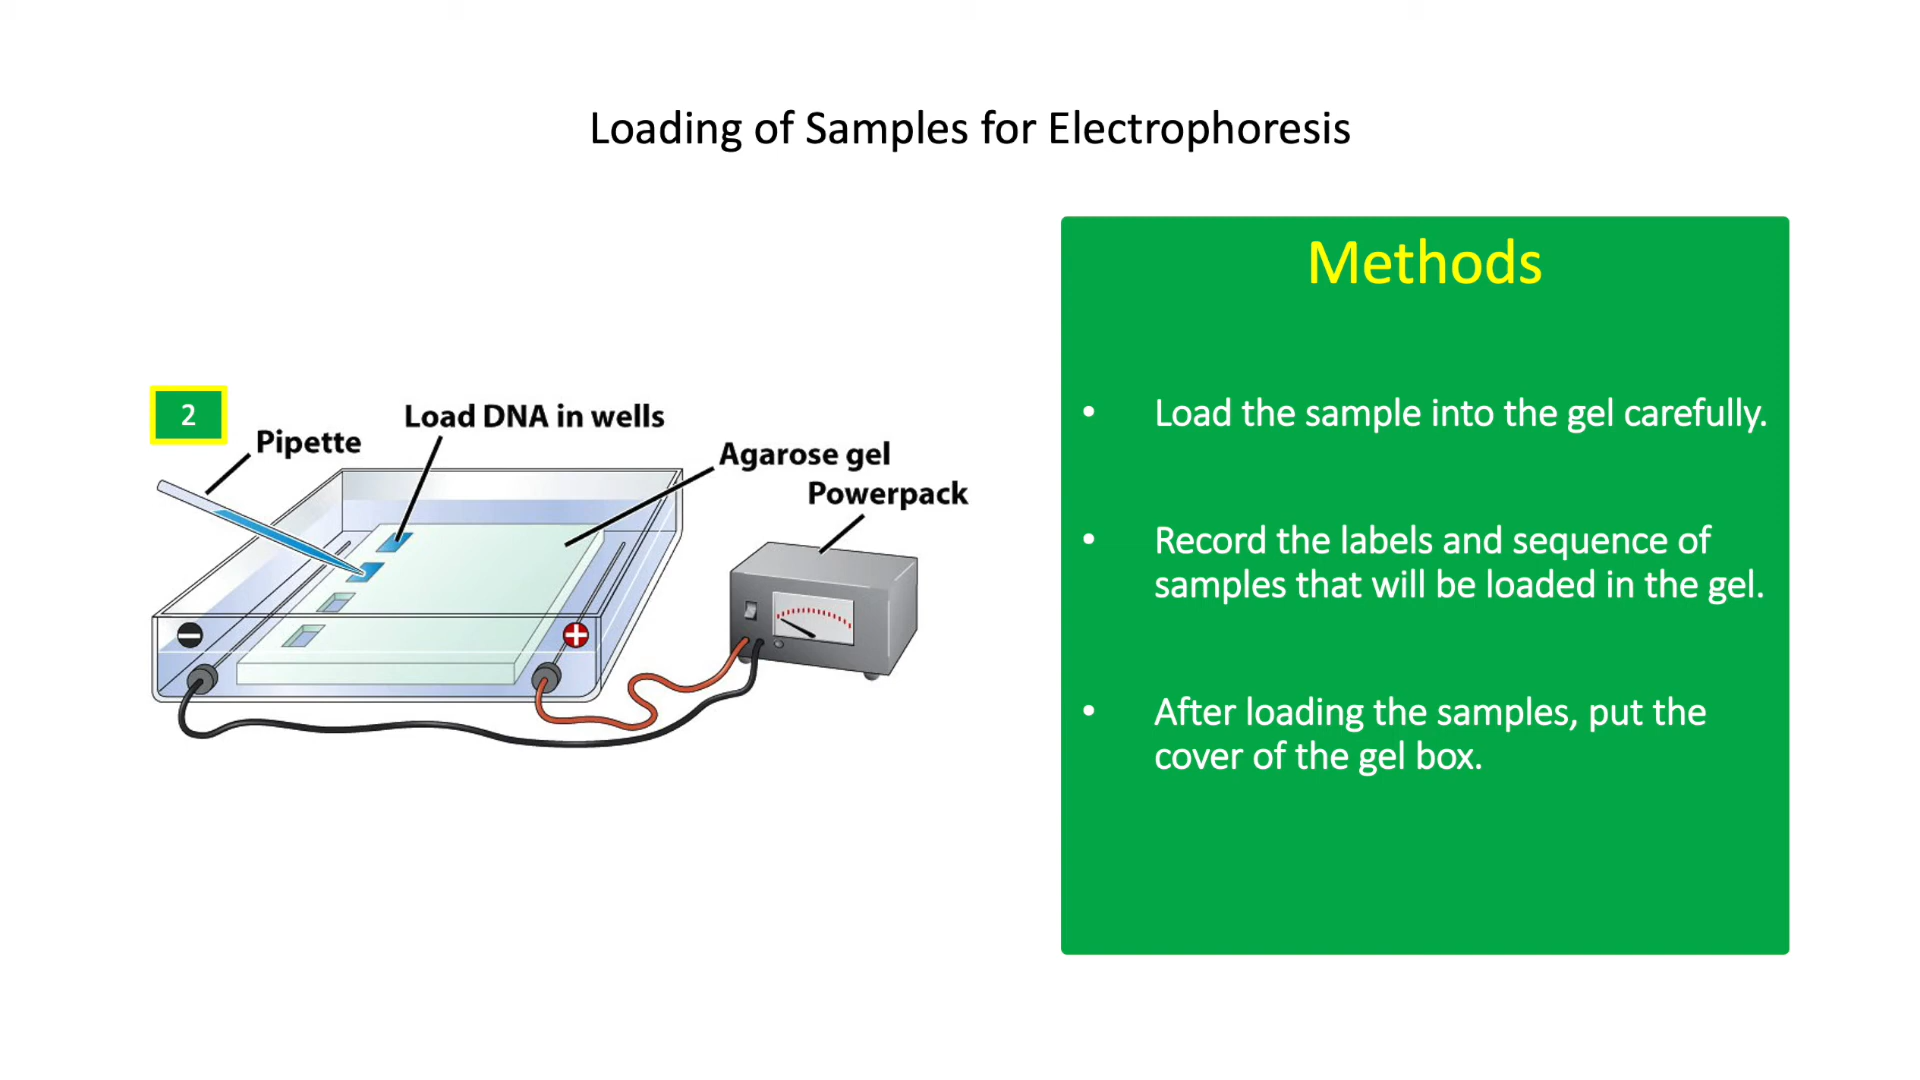 Loading of Samples for Electrophoresis
2
Pipette
Load DNA in wells
Agarose gel
Powerpack
Methods
• Load the sample into the gel carefully.
• Record the labels and sequence of
samples that will be loaded in the gel.
• After loading the samples, put the
cover of the gel box.